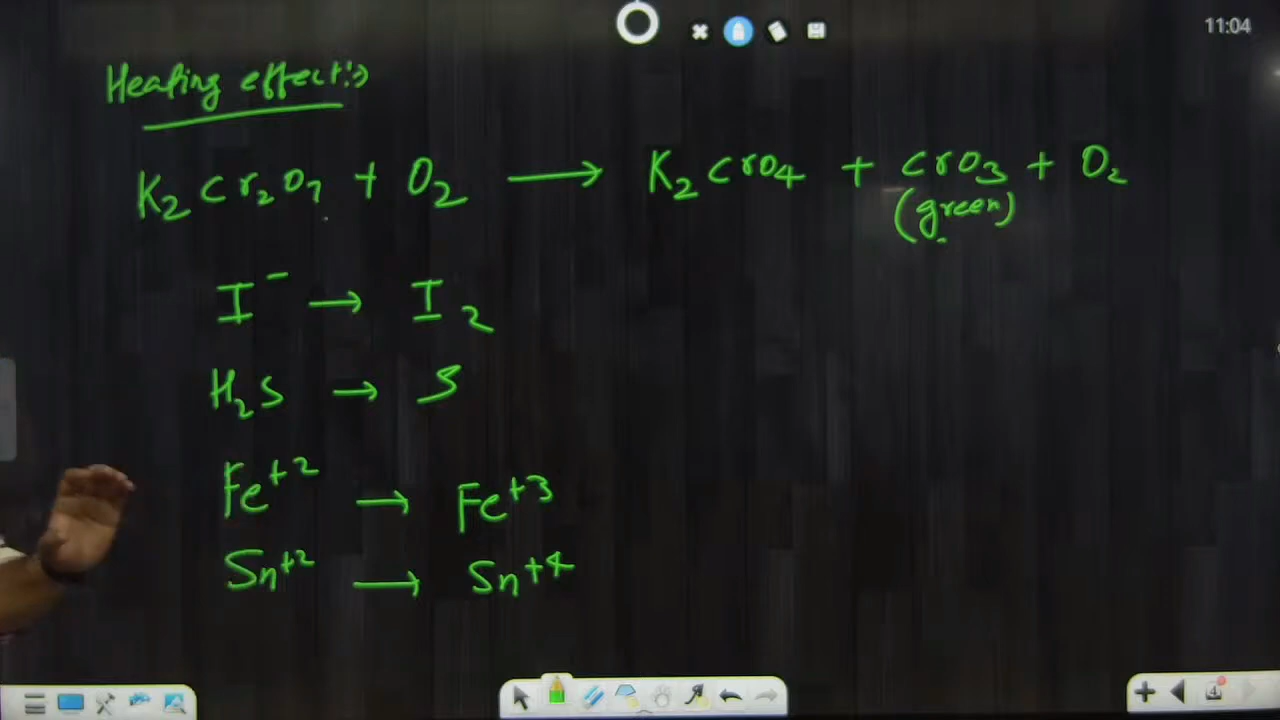 11:04
Heating effect:>
K2Cr2O7 + O2 → K2CrO4 + CrO3 + O2
(green)
I⁻ → I2
H2S → S
Fe+2 → Fe+3
Sn+2 → Sn+4